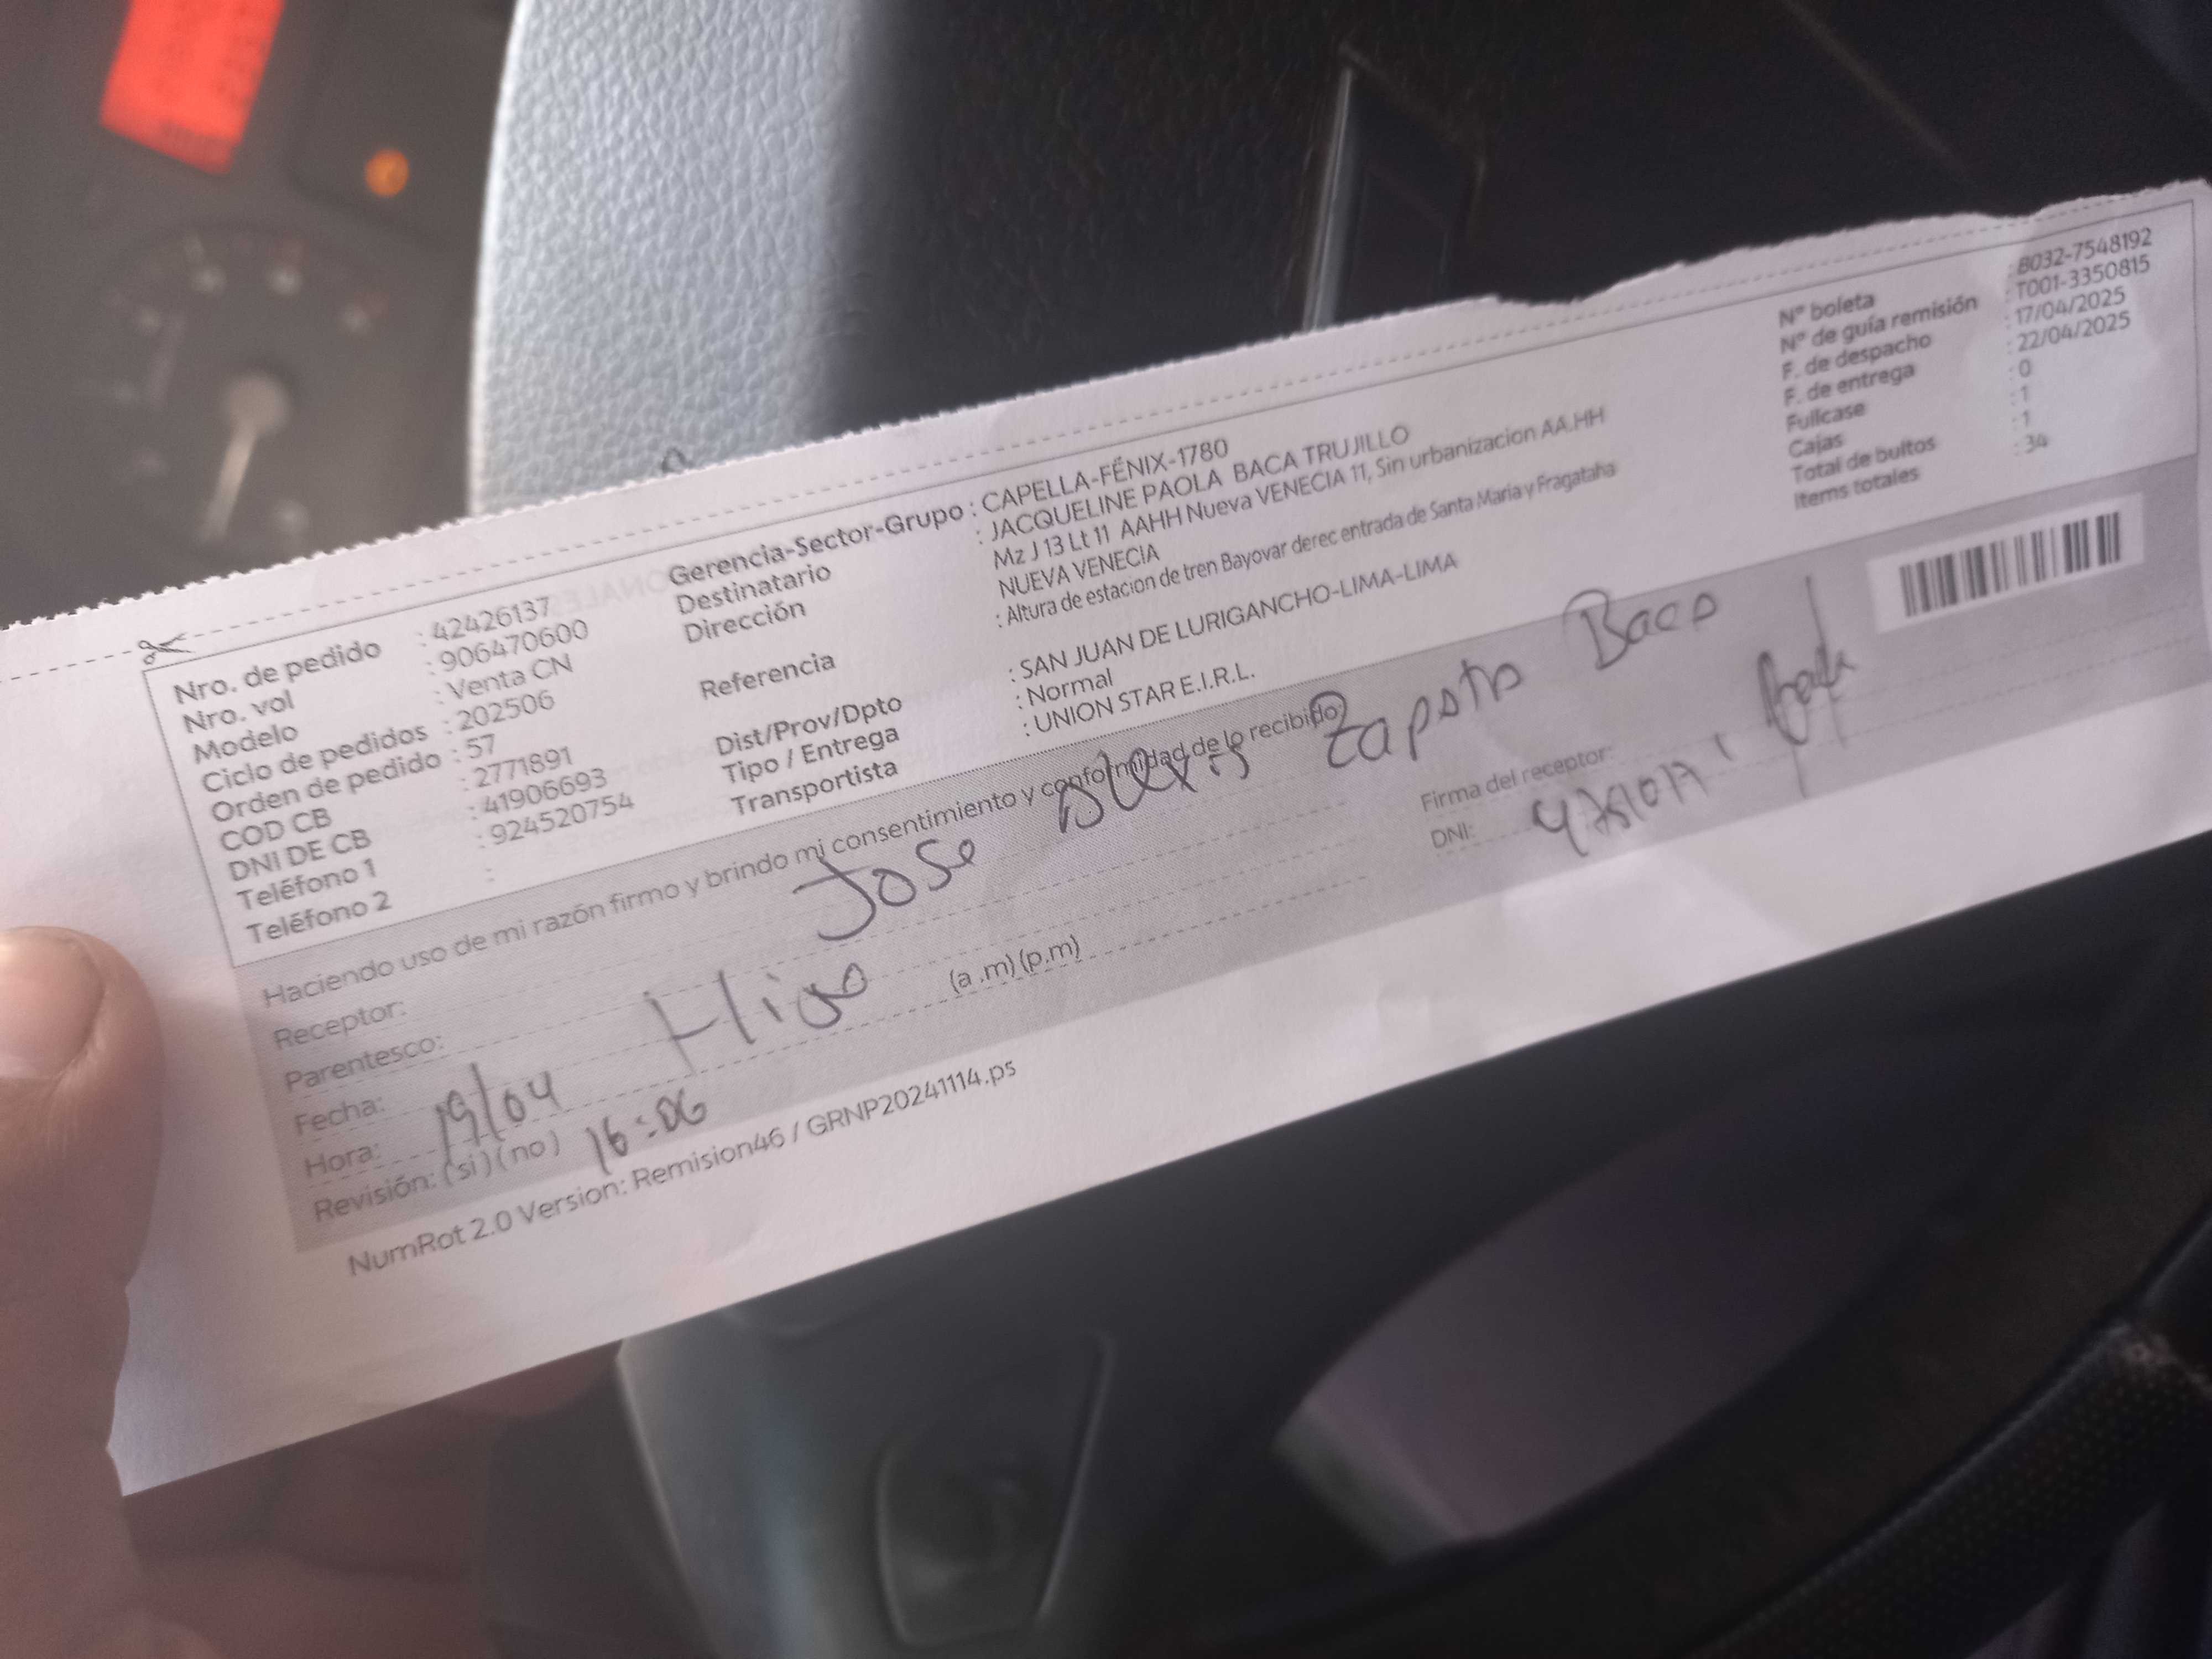 Nro. de pedido : 42426137
Nro. vol : 906470600
Modelo : Venta CN
Ciclo de pedidos : 202506
Orden de pedido : 57
COD CB : 2771891
DNI DE CB : 41906693
Teléfono 1 : 924520754
Teléfono 2 :
Gerencia-Sector-Grupo : CAPELLA-FÉNIX-1780
Destinatario : JACQUELINE PAOLA BACA TRUJILLO
Dirección Mz J 13 Lt 11 AAHH Nueva VENECIA 11, Sin urbanizacion AA.HH
NUEVA VENECIA
Referencia : Altura de estacion de tren Bayovar derec entrada de Santa Maria y Fragataha
Dist/Prov/Dpto : SAN JUAN DE LURIGANCHO-LIMA-LIMA
Tipo / Entrega : Normal
Transportista : UNION STAR E.I.R.L.
N° boleta : B032-7548192
N° de guía remisión : T001-3350815
F. de despacho : 17/04/2025
F. de entrega : 22/04/2025
Fullcase : 0
Cajas : 1
Total de bultos : 1
Items totales : 34
Haciendo uso de mi razón firmo y brindo mi consentimiento y conformidad de lo recibido
Receptor: Jose Alexis Zapata Baca
Parentesco: Hijo
Fecha: 19/04
Hora: 16:06 (a.m) (p.m)
Revisión: (si) (no)
Firma del receptor:
DNI:
NumRot 2.0 Version: Remision46 / GRNP20241114.ps